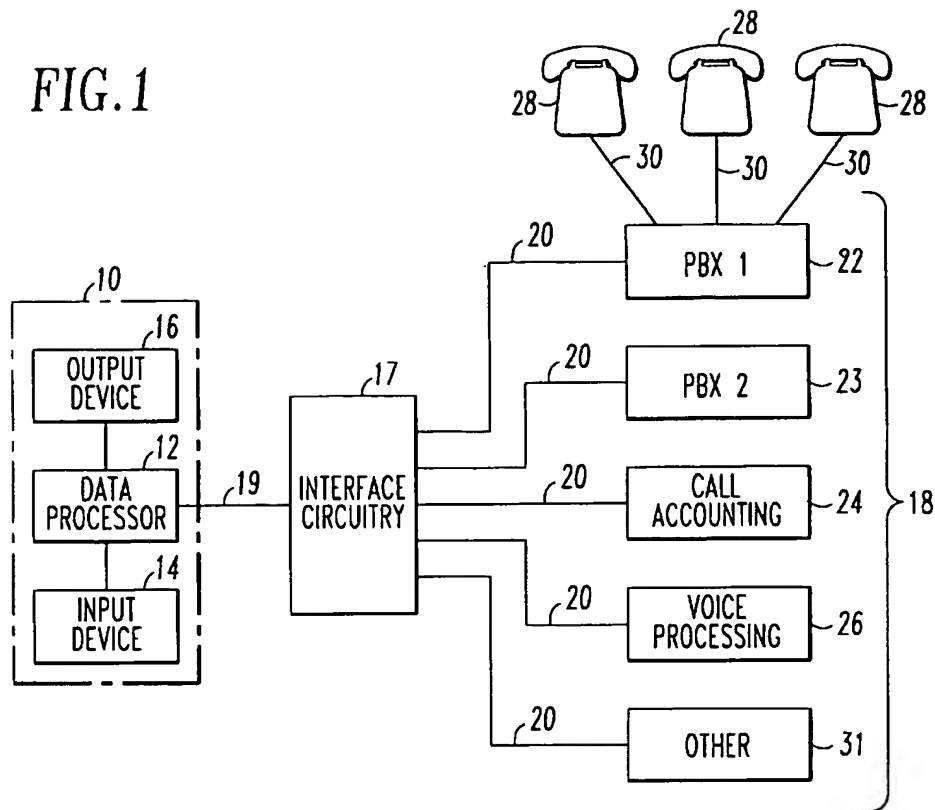 FIG.1
28
28
28
30
30
30
20
PBX 1
22
10
16
OUTPUT
DEVICE
17
20
PBX 2
23
12
DATA
PROCESSOR
19
INTERFACE
CIRCUITRY
20
CALL
ACCOUNTING
24
18
14
INPUT
DEVICE
20
VOICE
PROCESSING
26
20
OTHER
31